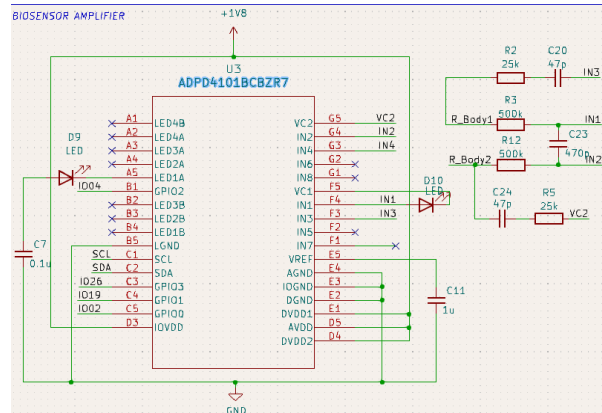 BIOSENSOR AMPLIFIER
+1V8
U3
ADPD4101BCBZR7
R2
25k
C20
47p
IN3
R_Body1
R3
500k
IN1
C23
470p
R_Body2
R12
500k
IN2
C24
47p
R5
25k
VC2
D9
LED
A1 LED4B
A2 LED3A
A3 LED4A
A4 LED2A
A5 LED1A
IO04 B1 GPIO2
B2 LED3B
B3 LED2B
B4 LED1B
B5 LGND
SCL C1 SCL
SDA C2 SDA
IO26 C3 GPIO3
IO19 C4 GPIO1
IO02 C5 GPIO0
D3 IOVDD
VC2 G5 VC2
IN2 G4 IN2
IN4 G3 IN4
IN6 G2
IN8 G1
VC1 F5
IN1 F4 IN1
IN3 F3 IN3
IN5 F2
IN7 F1
VREF E5
AGND E4
IOGND E3
DGND E2
DVDD1 E1
AVDD D5
DVDD2 D4
D10
LED
C7
0.1u
C11
1u
GND